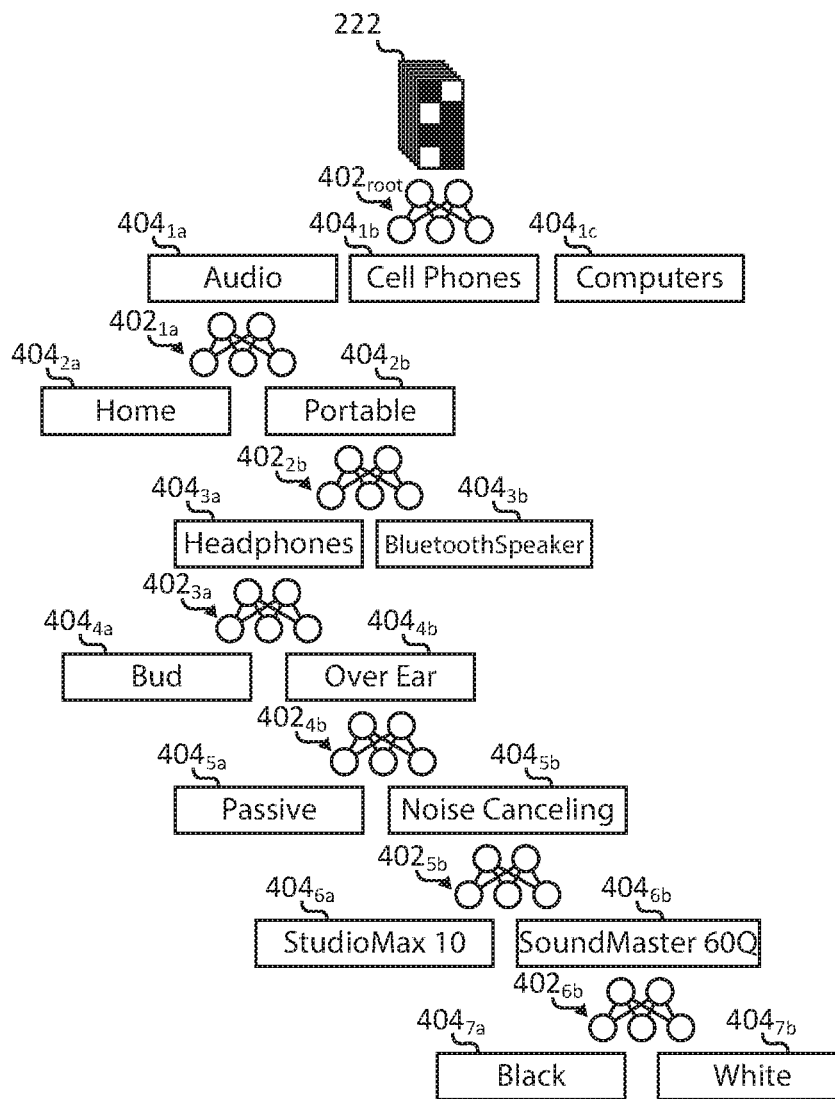 222
402root
4041a 4041b 4041c
Audio Cell Phones Computers
4021a
4042a 4042b
Home Portable
4022b
4043a 4043b
Headphones BluetoothSpeaker
4023a
4044a 4044b
Bud Over Ear
4024b
4045a 4045b
Passive Noise Canceling
4025b
4046a 4046b
StudioMax 10 SoundMaster 60Q
4026b
4047a 4047b
Black White